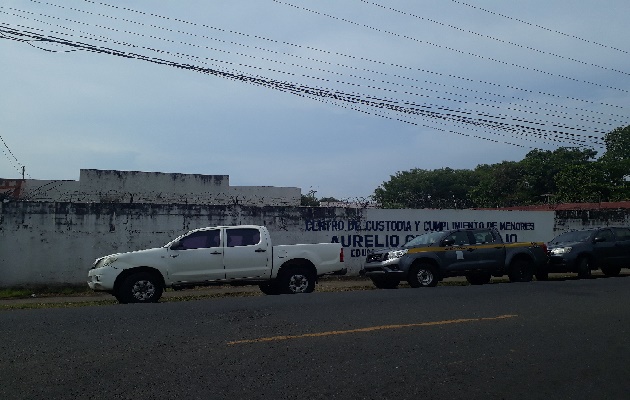 CENTRO DE CUSTODIA Y CUMPLIMIENTO DE MENORES
AURELIO